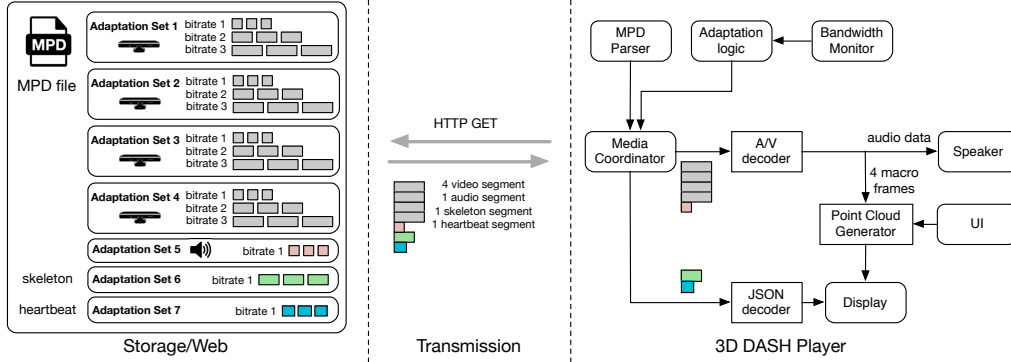 MPD
MPD file
Adaptation Set 1
bitrate 1
bitrate 2
bitrate 3
Adaptation Set 2
bitrate 1
bitrate 2
bitrate 3
Adaptation Set 3
bitrate 1
bitrate 2
bitrate 3
Adaptation Set 4
bitrate 1
bitrate 2
bitrate 3
Adaptation Set 5
bitrate 1
skeleton
Adaptation Set 6
bitrate 1
heartbeat
Adaptation Set 7
bitrate 1
Storage/Web
HTTP GET
4 video segment
1 audio segment
1 skeleton segment
1 heartbeat segment
Transmission
MPD
Parser
Adaptation
logic
Bandwidth
Monitor
Media
Coordinator
A/V
decoder
audio data
Speaker
4 macro
frames
Point Cloud
Generator
UI
JSON
decoder
Display
3D DASH Player